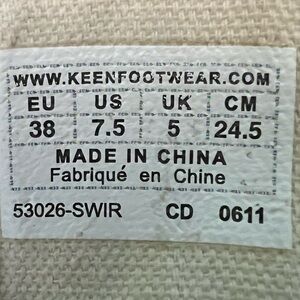 WWW.KEENFOOTWEAR.COM
EU US UK CM
38 7.5 5 24.5
MADE IN CHINA
Fabriqué en Chine
53026-SWIR CD 0611